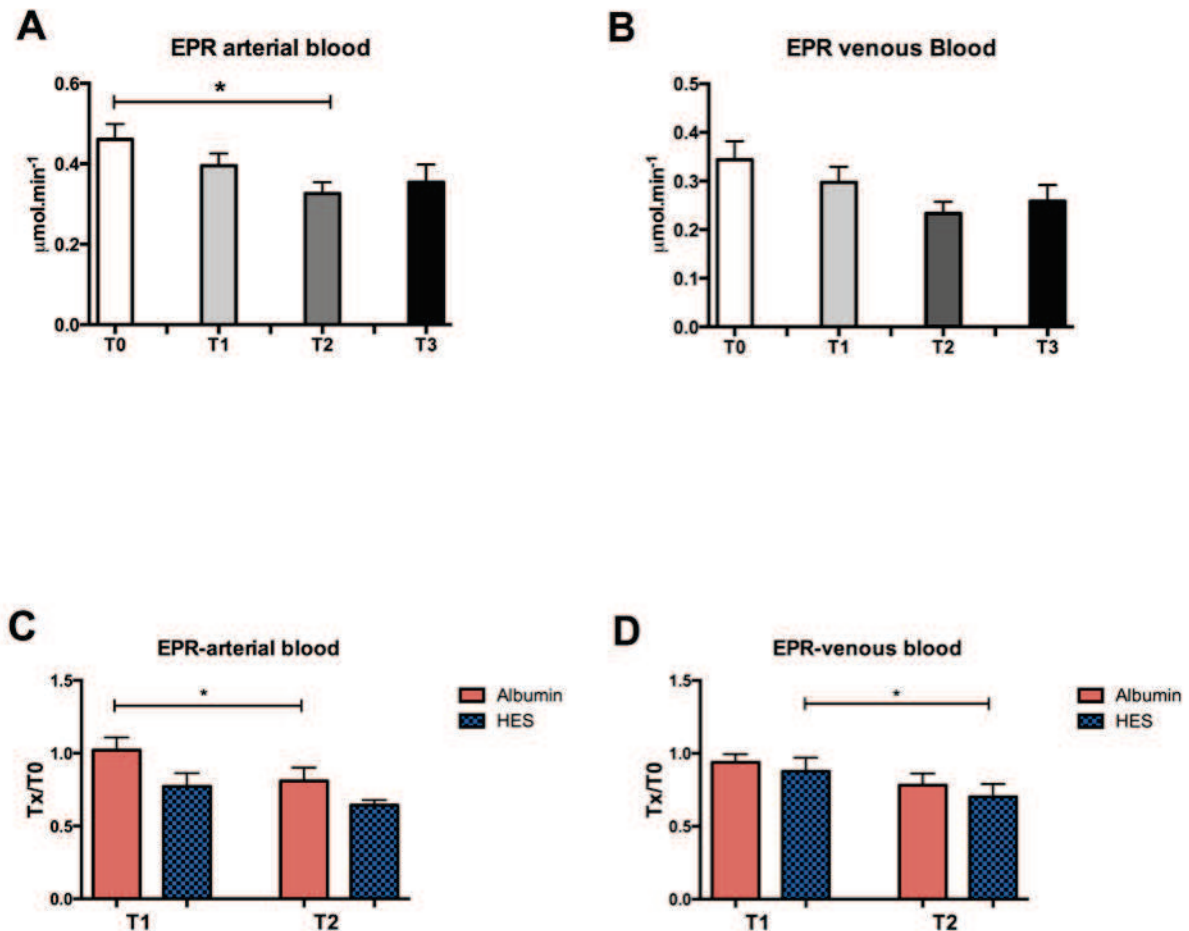 A
EPR arterial blood
0.6
0.4
0.2
0.0
µmol.min⁻¹
*
T0 T1 T2 T3
B
EPR venous Blood
0.5
0.4
0.3
0.2
0.1
0.0
µmol.min⁻¹
T0 T1 T2 T3
C
EPR-arterial blood
1.5
1.0
0.5
0.0
Tx/T0
*
T1 T2
Albumin
HES
D
EPR-venous blood
1.5
1.0
0.5
0.0
Tx/T0
*
T1 T2
Albumin
HES